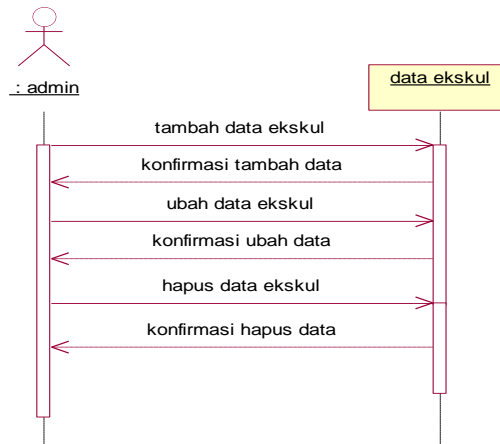 : admin
data ekskul
tambah data ekskul
konfirmasi tambah data
ubah data ekskul
konfirmasi ubah data
hapus data ekskul
konfirmasi hapus data